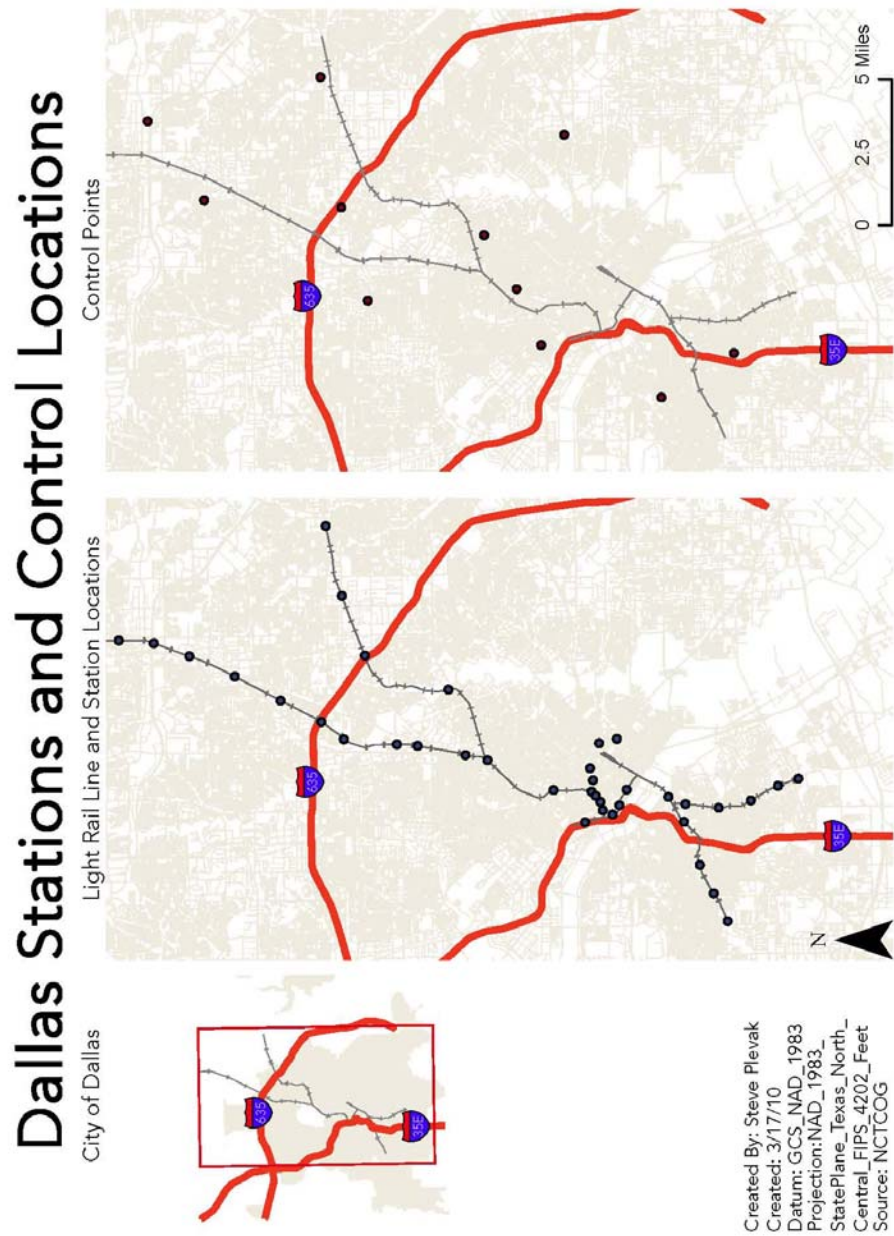 Dallas Stations and Control Locations
City of Dallas
635
35E
Light Rail Line and Station Locations
635
35E
N
Control Points
635
35E
0 2.5 5 Miles
Created By: Steve Plevak
Created: 3/17/10
Datum: GCS_NAD_1983
Projection:NAD_1983_
StatePlane_Texas_North_
Central_FIPS_4202_Feet
Source: NCTCOG